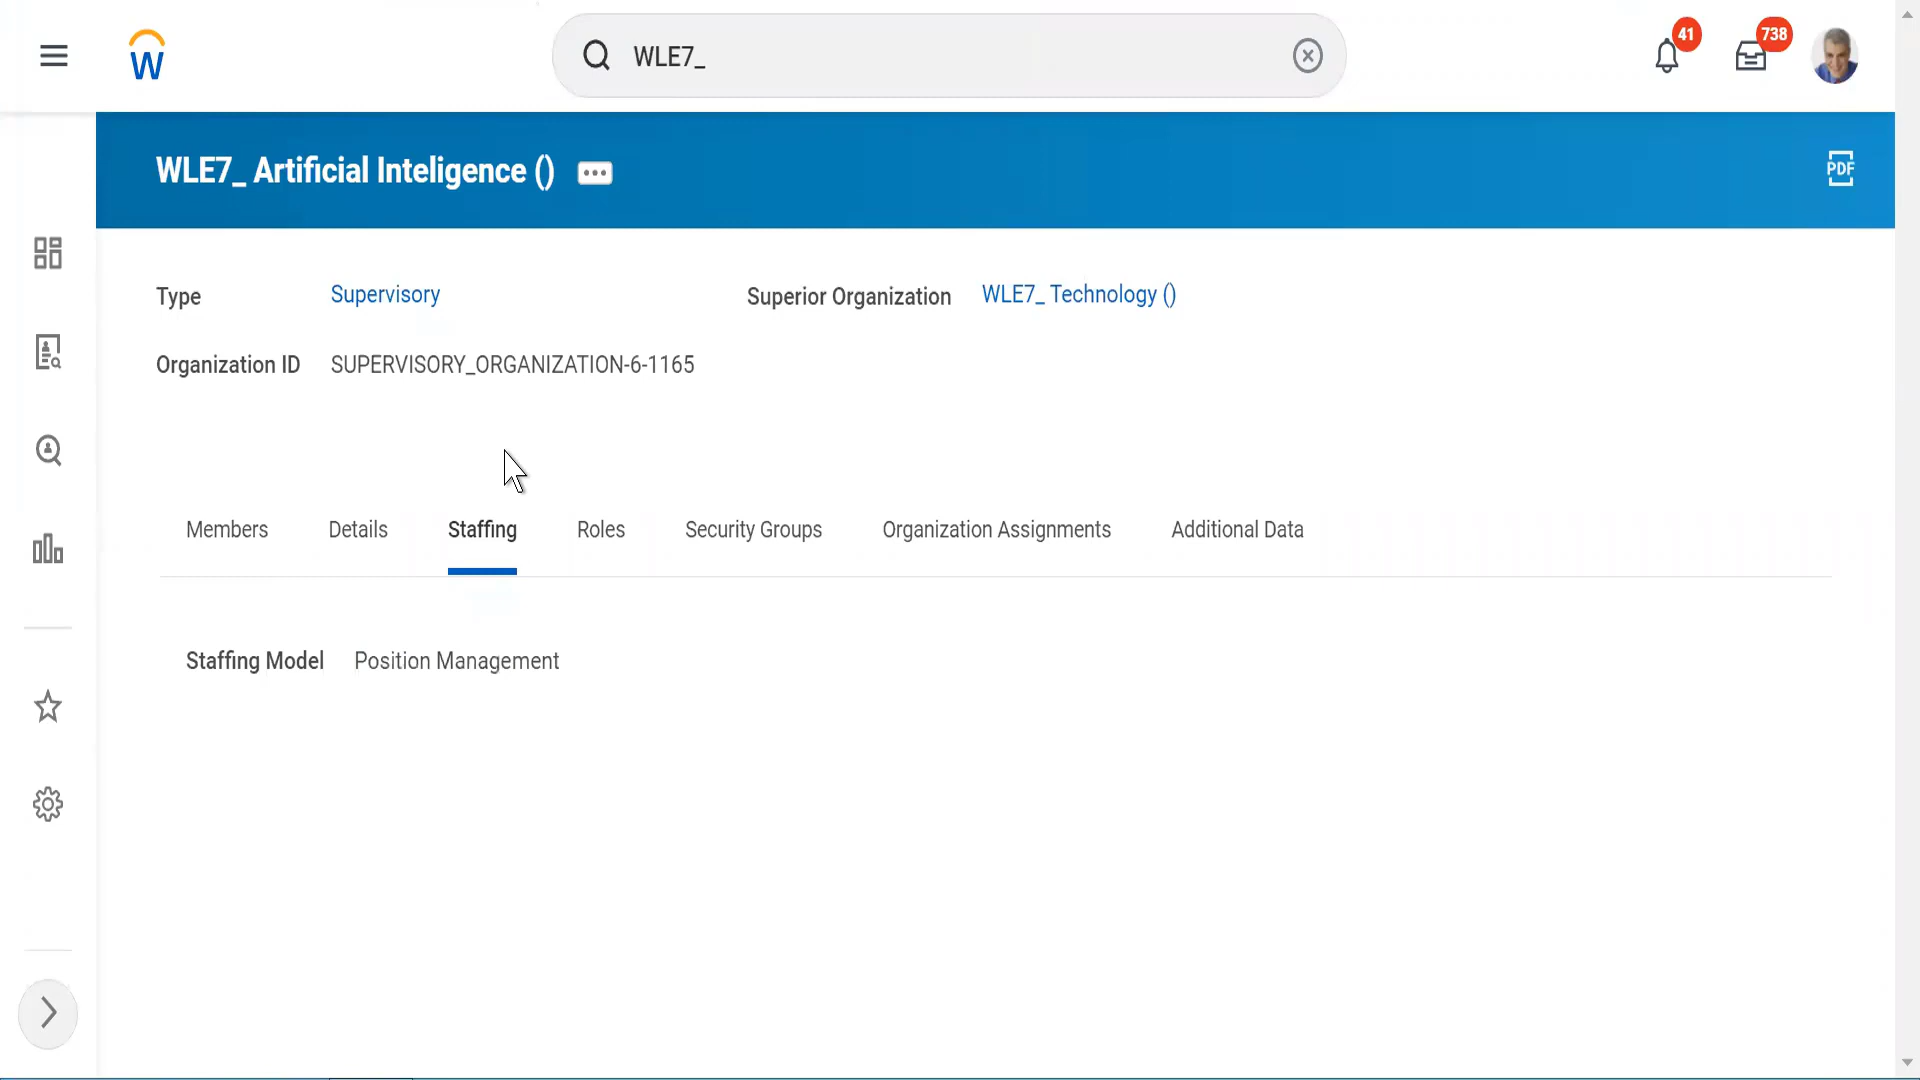 W
WLE7_
41
738
WLE7_ Artificial Inteligence ()
PDF
Type Supervisory Superior Organization WLE7_ Technology ()
Organization ID SUPERVISORY_ORGANIZATION-6-1165
Members Details Staffing Roles Security Groups Organization Assignments Additional Data
Staffing Model Position Management